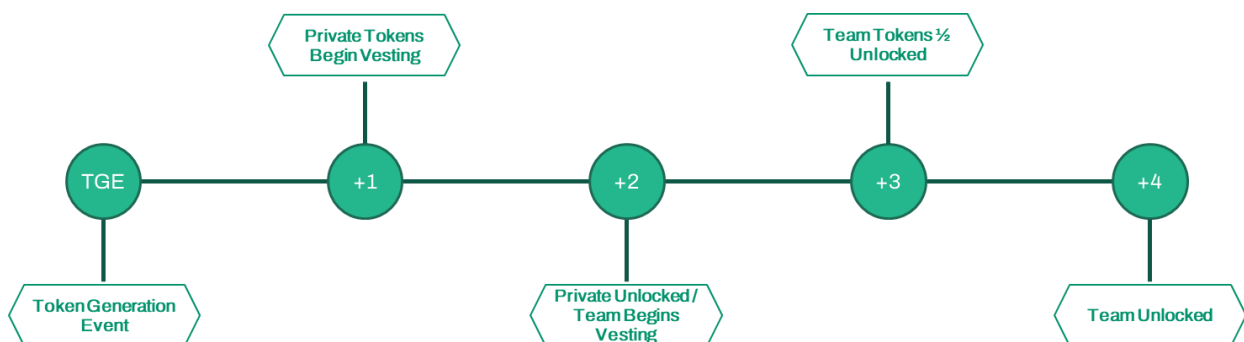 Private Tokens
Begin Vesting
Team Tokens ½
Unlocked
TGE
+1
+2
+3
+4
Token Generation
Event
Private Unlocked /
Team Begins
Vesting
Team Unlocked